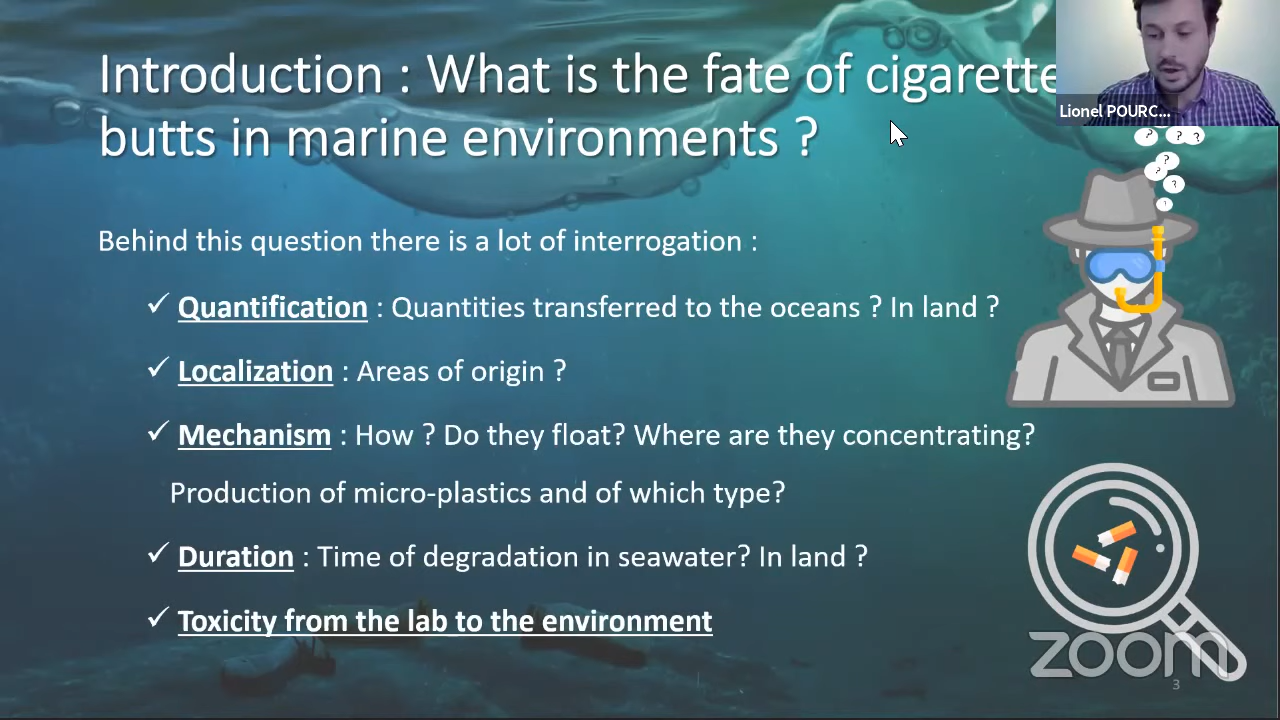 Introduction : What is the fate of cigarette
butts in marine environments ?
Lionel POURC...
Behind this question there is a lot of interrogation :
✓ Quantification : Quantities transferred to the oceans ? In land ?
✓ Localization : Areas of origin ?
✓ Mechanism : How ? Do they float? Where are they concentrating?
Production of micro-plastics and of which type?
✓ Duration : Time of degradation in seawater? In land ?
✓ Toxicity from the lab to the environment
zoom
3